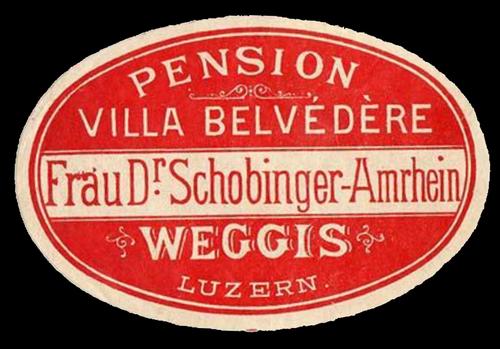 PENSION
VILLA BELVÉDÈRE
Frau Dr Schobinger-Amrhein
WEGGIS
LUZERN.